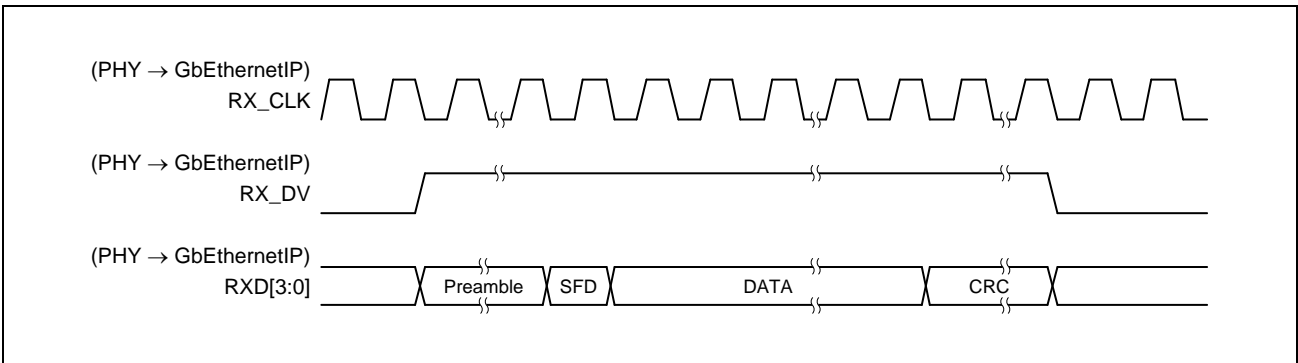 (PHY → GbEthernetIP)
RX_CLK
(PHY → GbEthernetIP)
RX_DV
(PHY → GbEthernetIP)
RXD[3:0]
Preamble SFD DATA CRC